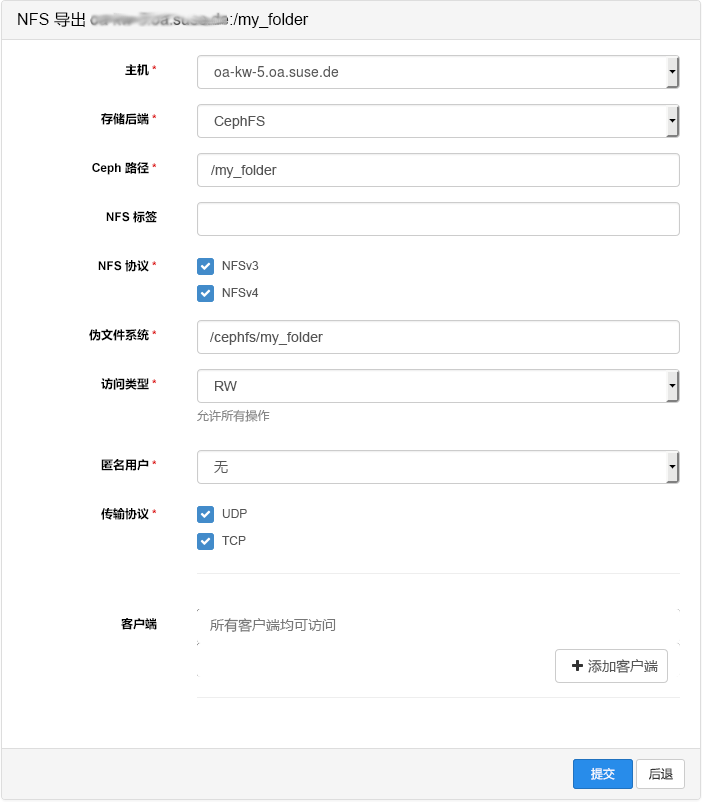 NFS 导出 :/my_folder
主机 *
oa-kw-5.oa.suse.de
存储后端 *
CephFS
Ceph 路径 *
/my_folder
NFS 标签
NFS 协议 *
NFSv3
NFSv4
伪文件系统 *
/cephfs/my_folder
访问类型 *
RW
允许所有操作
匿名用户 *
无
传输协议 *
UDP
TCP
客户端
所有客户端均可访问
添加客户端
提交
后退